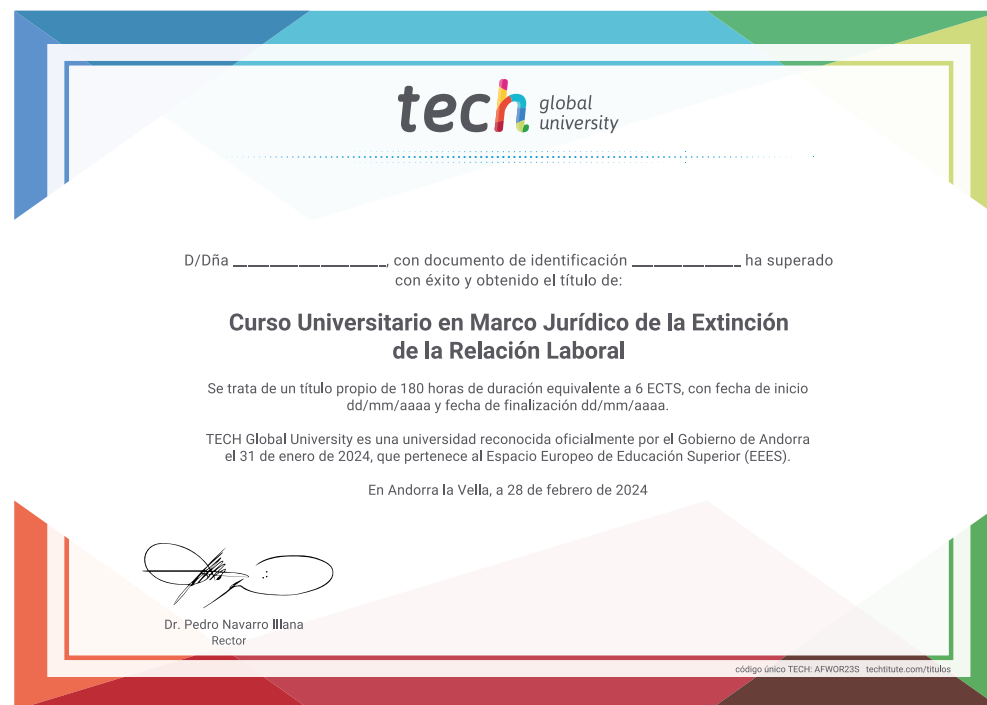 tech global university
D/Dña ______________________, con documento de identificación ________________ ha superado
con éxito y obtenido el título de:
Curso Universitario en Marco Jurídico de la Extinción
de la Relación Laboral
Se trata de un título propio de 180 horas de duración equivalente a 6 ECTS, con fecha de inicio
dd/mm/aaaa y fecha de finalización dd/mm/aaaa.
TECH Global University es una universidad reconocida oficialmente por el Gobierno de Andorra
el 31 de enero de 2024, que pertenece al Espacio Europeo de Educación Superior (EEES).
En Andorra la Vella, a 28 de febrero de 2024
Dr. Pedro Navarro Illana
Rector
código único TECH: AFWOR23S techtitute.com/titulos